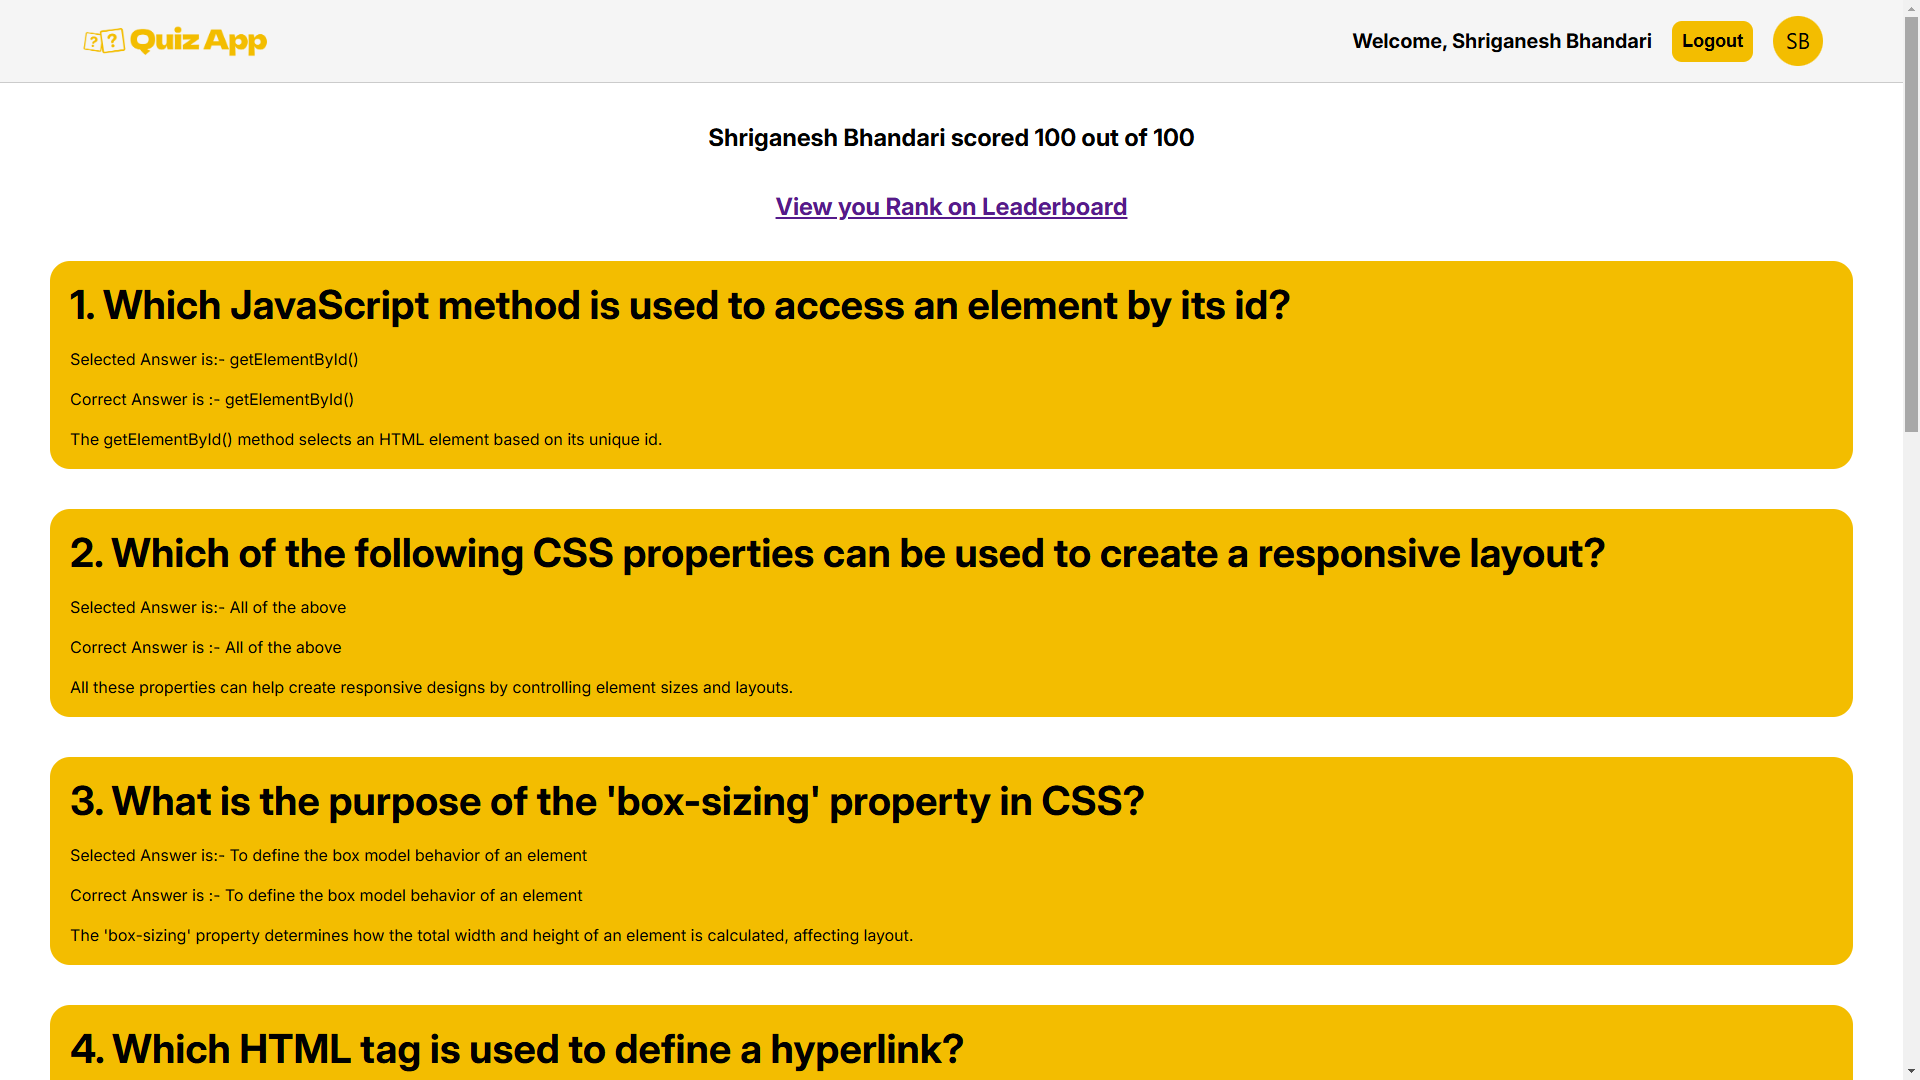 Quiz App
Welcome, Shriganesh Bhandari
Logout
SB
Shriganesh Bhandari scored 100 out of 100
View you Rank on Leaderboard
1. Which JavaScript method is used to access an element by its id?
Selected Answer is:- getElementById()
Correct Answer is :- getElementById()
The getElementById() method selects an HTML element based on its unique id.
2. Which of the following CSS properties can be used to create a responsive layout?
Selected Answer is:- All of the above
Correct Answer is :- All of the above
All these properties can help create responsive designs by controlling element sizes and layouts.
3. What is the purpose of the 'box-sizing' property in CSS?
Selected Answer is:- To define the box model behavior of an element
Correct Answer is :- To define the box model behavior of an element
The 'box-sizing' property determines how the total width and height of an element is calculated, affecting layout.
4. Which HTML tag is used to define a hyperlink?